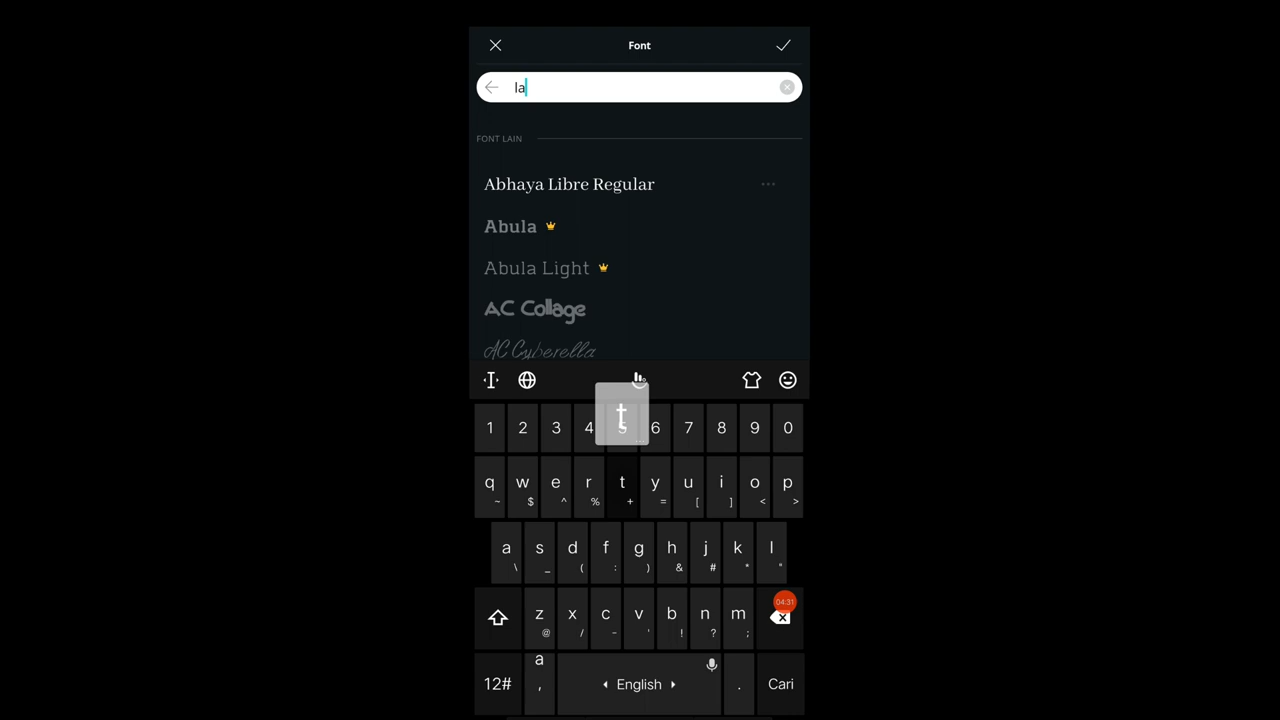 Font
la
FONT LAIN
Abhaya Libre Regular
Abula
Abula Light
AC Collage
AC Cyberella
t
1 2 3 4 5 6 7 8 9 0
q w e r t y u i o p
~ $ ^ % + = [ ] < >
a s d f g h j k l
\ _ ( : ) & # * °
04:31
z x c v b n m
@ / - ' ! ? ;
12# a , English . Cari